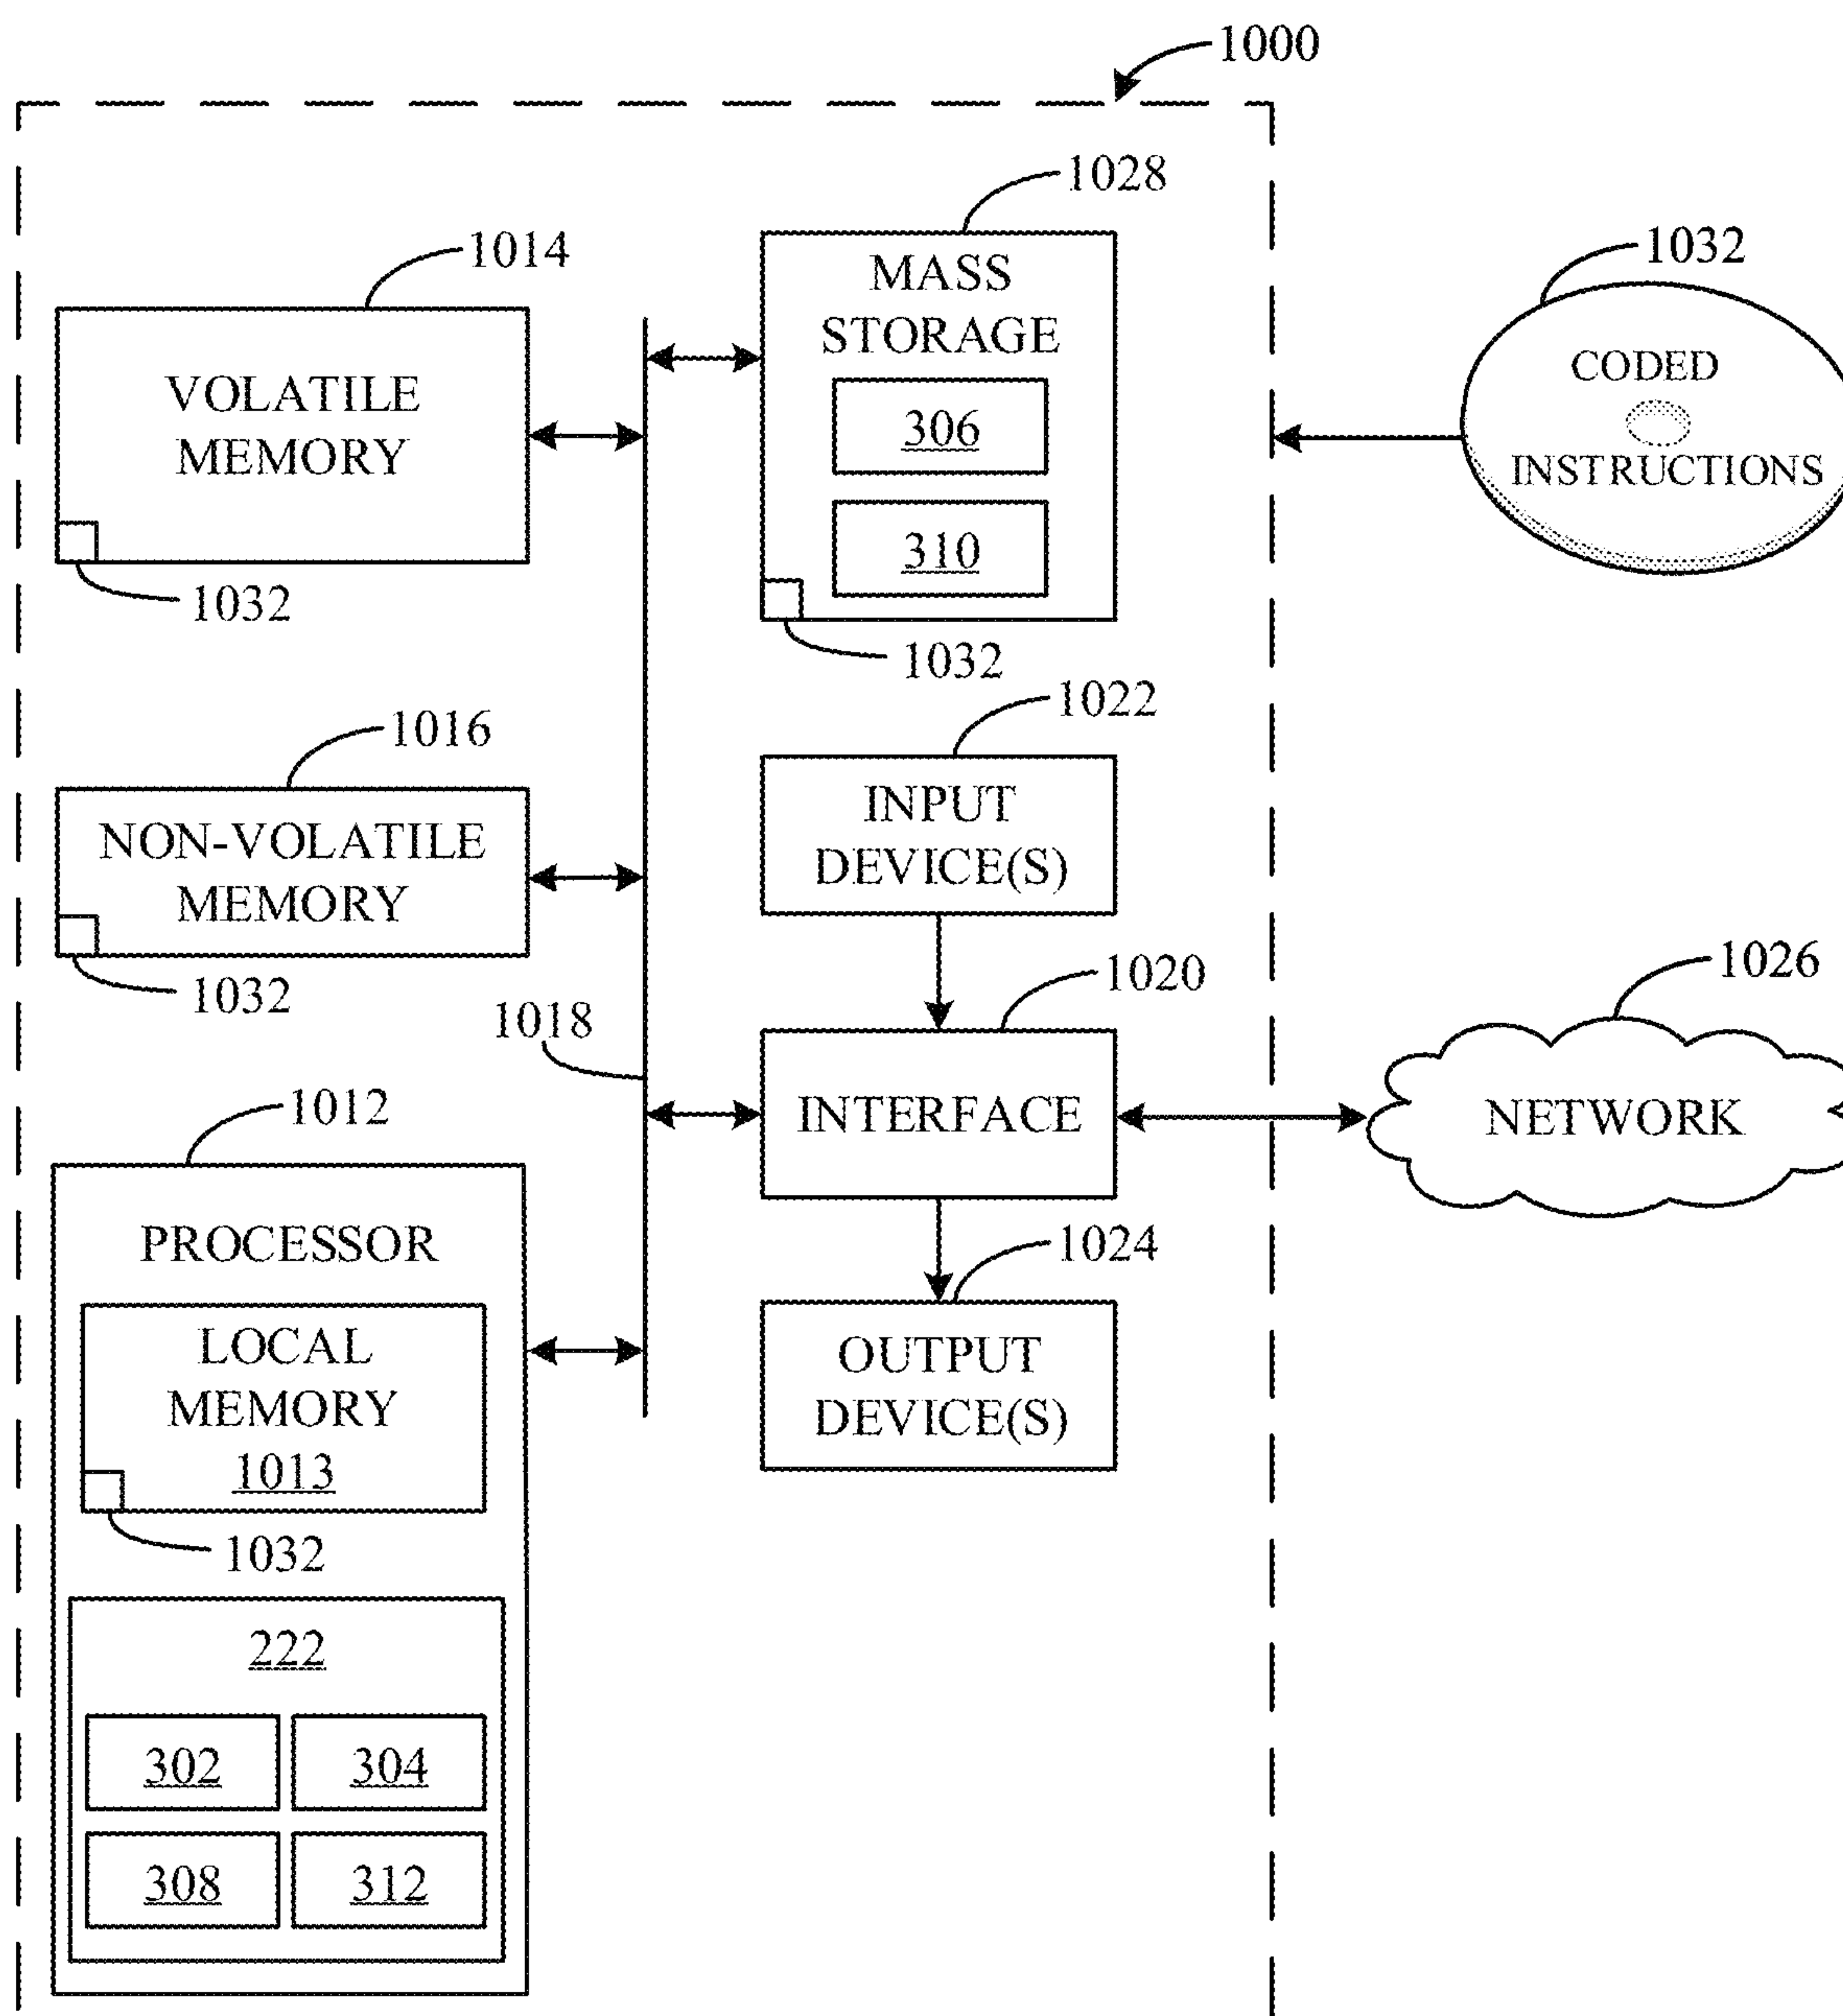 1000
1028
1014
MASS
STORAGE
306
310
1032
VOLATILE
MEMORY
1032
1032
CODED
INSTRUCTIONS
1022
1016
INPUT
DEVICE(S)
NON-VOLATILE
MEMORY
1032
1020
1026
1018
INTERFACE
NETWORK
1012
PROCESSOR
1024
LOCAL
MEMORY
1013
OUTPUT
DEVICE(S)
1032
222
302 304
308 312